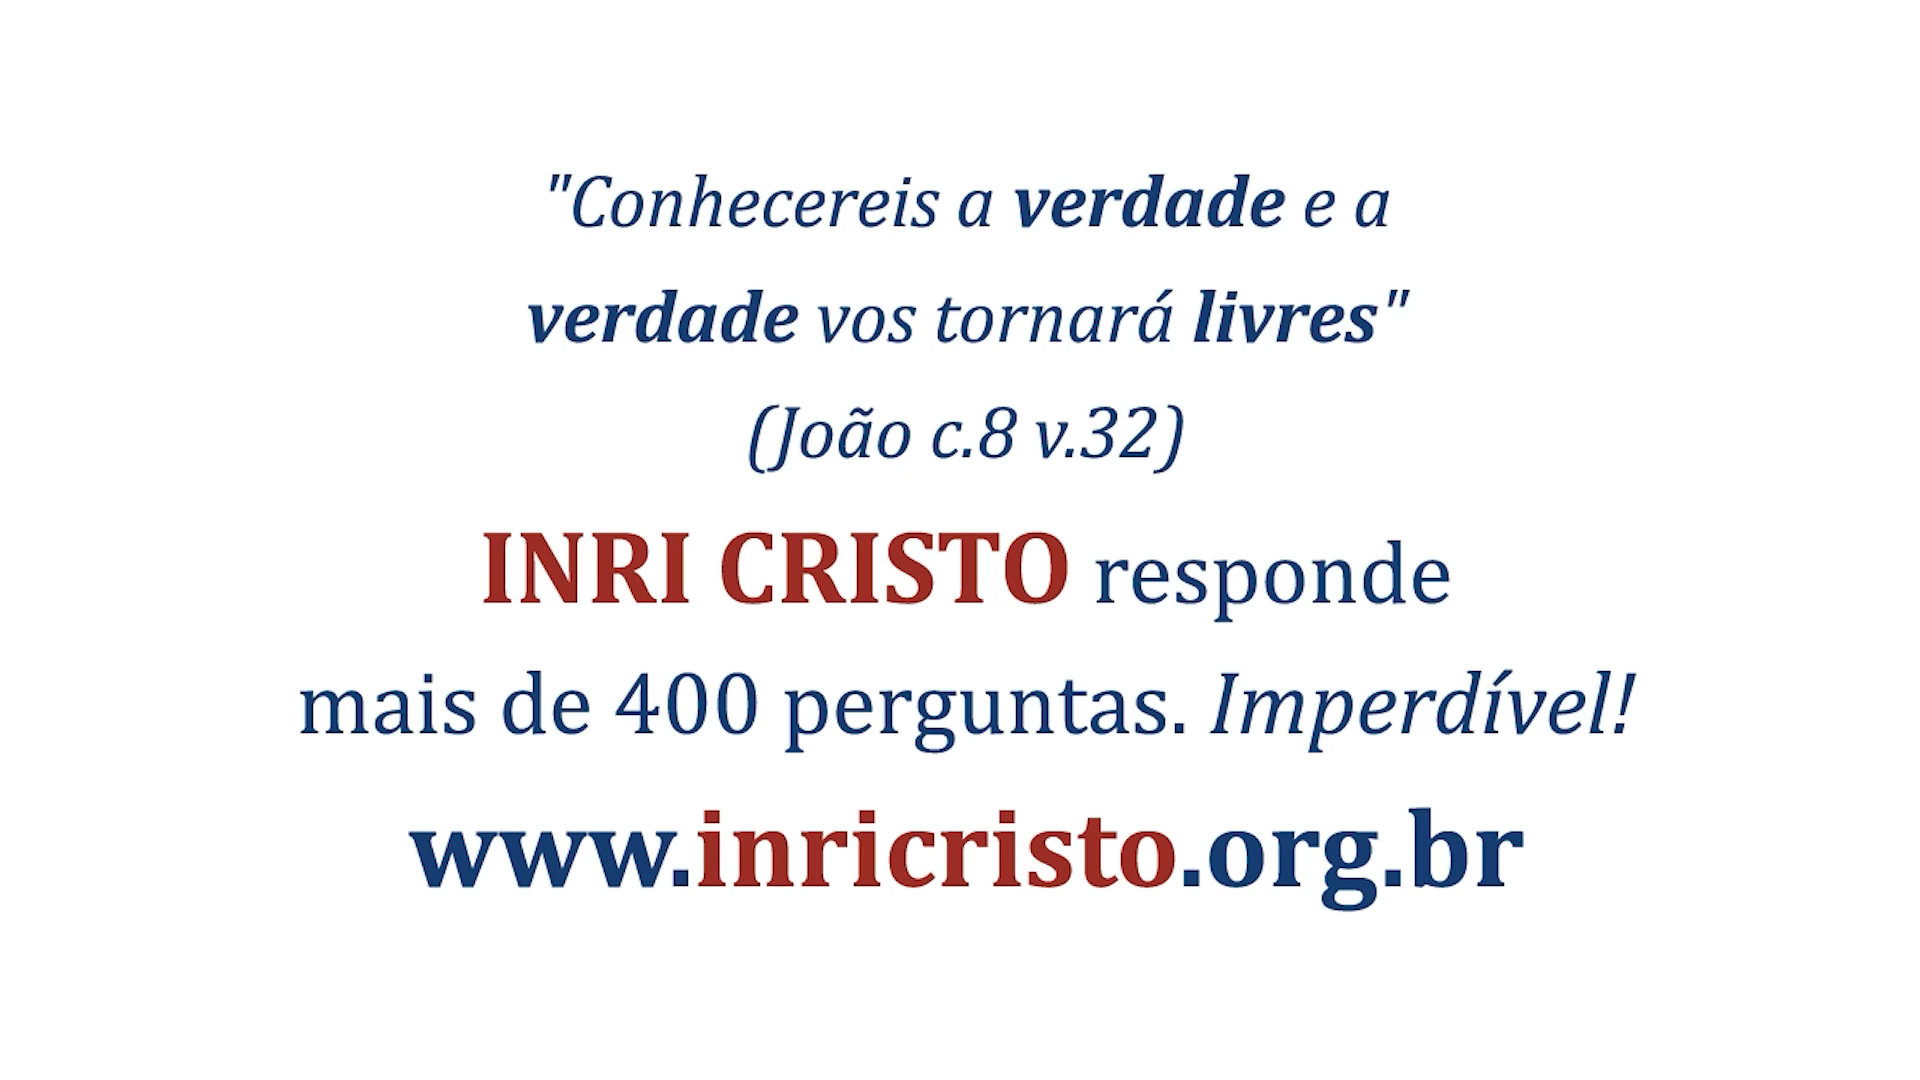 "Conhecereis a verdade e a
verdade vos tornará livres"
(João c.8 v.32)
INRI CRISTO responde
mais de 400 perguntas. Imperdível!
www.inricristo.org.br